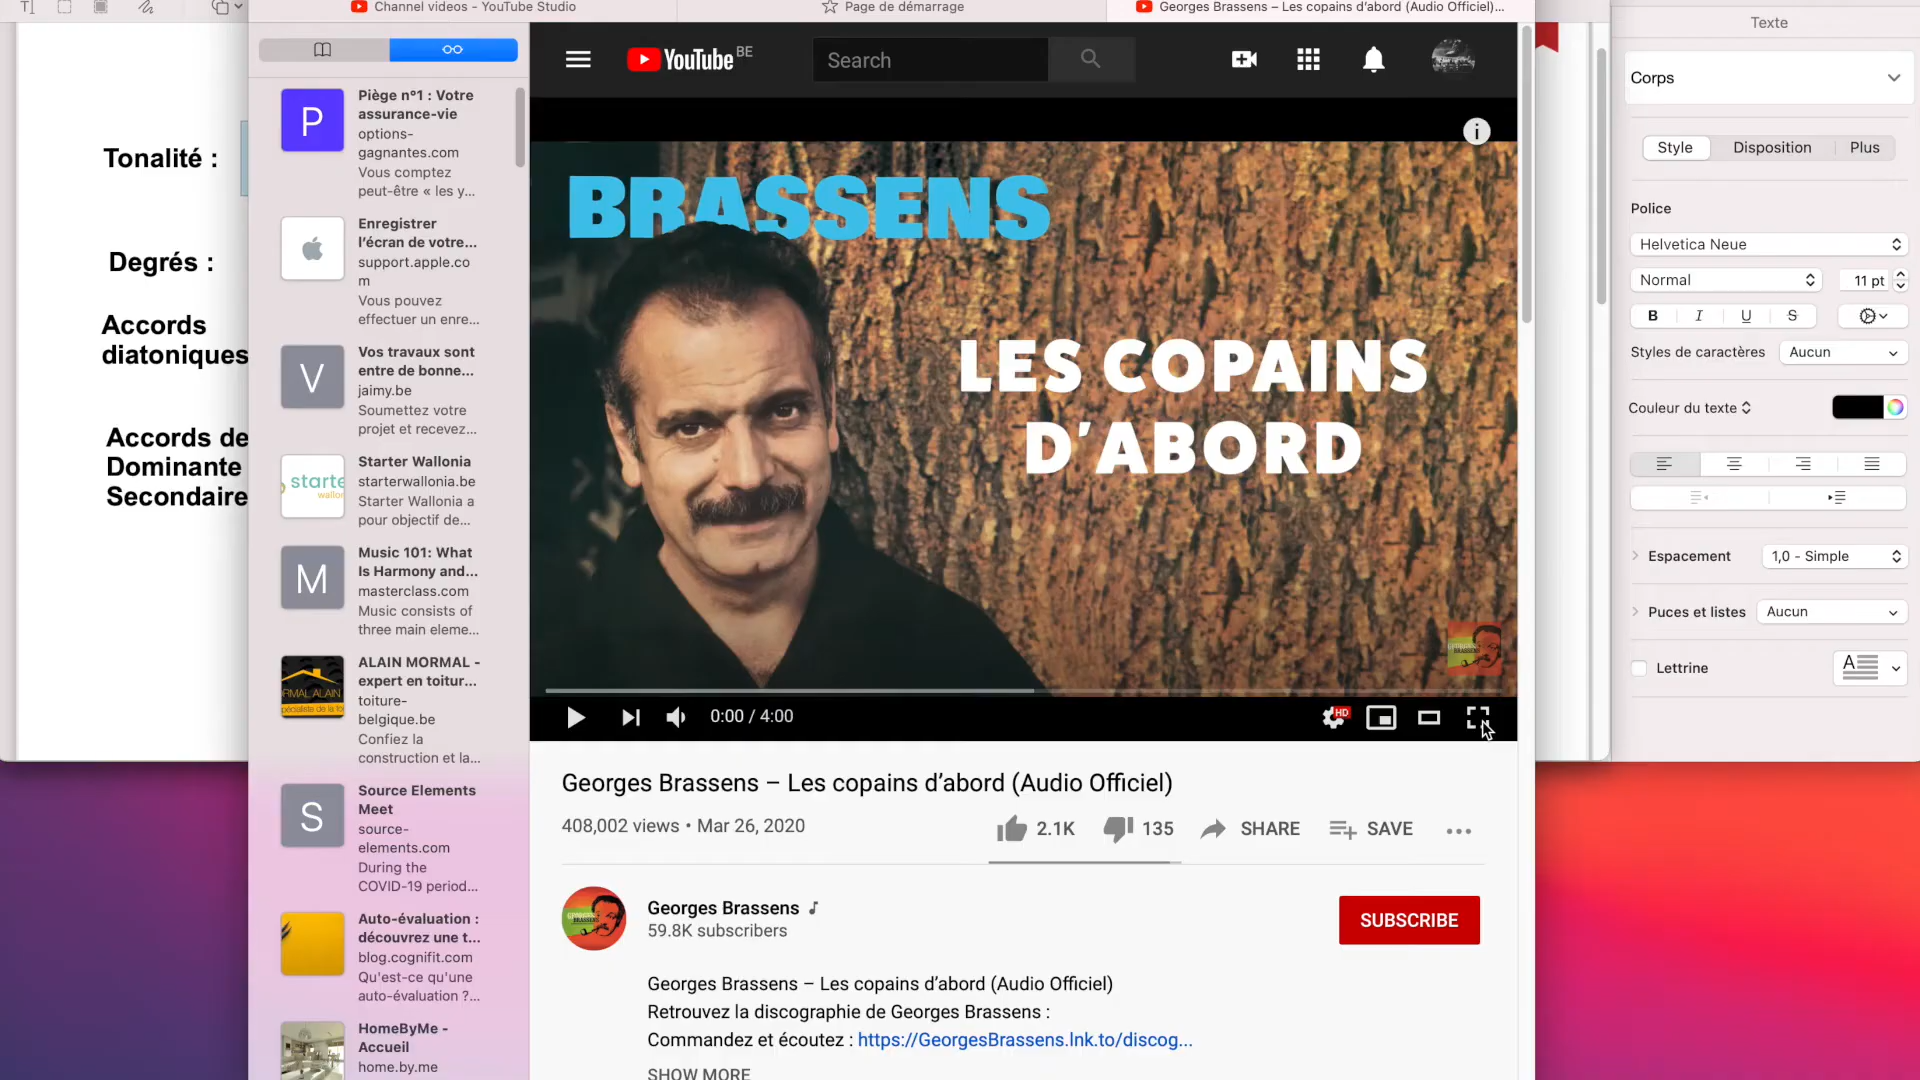 Channel videos - YouTube Studio
Page de démarrage
Georges Brassens – Les copains d'abord (Audio Officiel)...
Texte
Tonalité :
Degrés :
Accords
diatoniques
Accords de
Dominante
Secondaire
P
Piège n°1 : Votre
assurance-vie
options-
gagnantes.com
Vous comptez
peut-être « les y...
Enregistrer
l'écran de votre...
support.apple.co
m
Vous pouvez
effectuer un enre...
V
Vos travaux sont
entre de bonne...
jaimy.be
Soumettez votre
projet et recevez...
starte
wallo
Starter Wallonia
starterwallonia.be
Starter Wallonia a
pour objectif de...
M
Music 101: What
Is Harmony and...
masterclass.com
Music consists of
three main eleme...
RMAL ALAIN
ALAIN MORMAL -
expert en toitur...
toiture-
belgique.be
Confiez la
construction et la...
S
Source Elements
Meet
source-
elements.com
During the
COVID-19 period...
Auto-évaluation :
découvrez une t...
blog.cognifit.com
Qu'est-ce qu'une
auto-évaluation ?...
HomeByMe -
Accueil
home.by.me
YouTube BE
Search
BRASSENS
LES COPAINS
D'ABORD
0:00 / 4:00
HD
Georges Brassens – Les copains d'abord (Audio Officiel)
408,002 views • Mar 26, 2020
2.1K
135
SHARE
SAVE
Georges Brassens
59.8K subscribers
SUBSCRIBE
Georges Brassens – Les copains d'abord (Audio Officiel)
Retrouvez la discographie de Georges Brassens :
Commandez et écoutez : https://GeorgesBrassens.lnk.to/discog...
SHOW MORE
Corps
Style
Disposition
Plus
Police
Helvetica Neue
Normal
11 pt
B I U S
Styles de caractères
Aucun
Couleur du texte
Espacement
1,0 - Simple
Puces et listes
Aucun
Lettrine
A